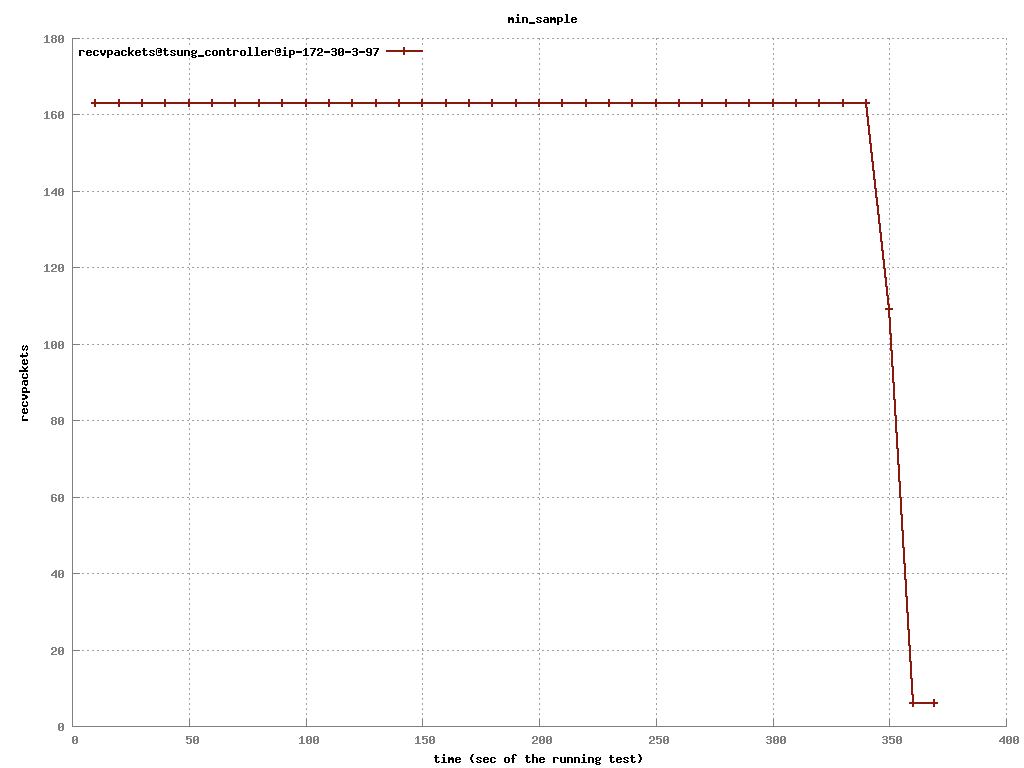 min_sample
recvpackets@tsung_controller@ip-172-30-3-97
180
160
140
120
100
80
60
40
20
0
recvpackets
0 50 100 150 200 250 300 350 400
time (sec of the running test)